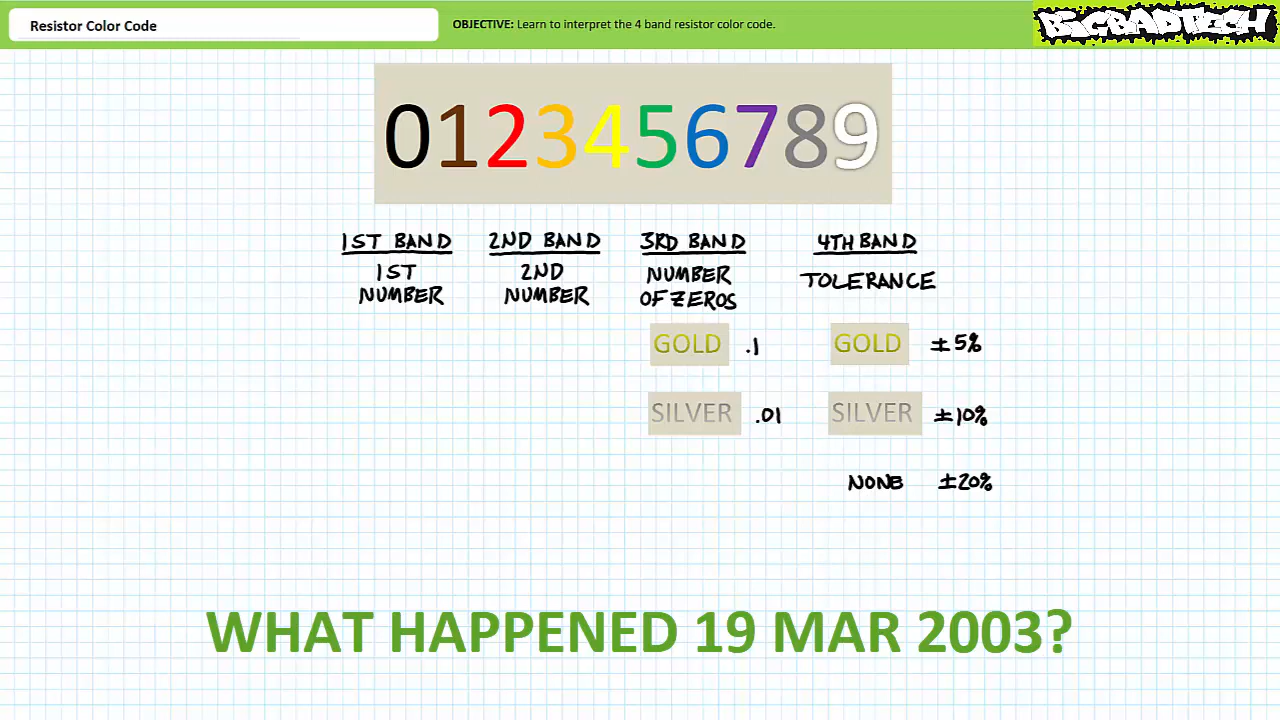 Resistor Color Code
OBJECTIVE: Learn to interpret the 4 band resistor color code.
BIGBADTECH
0123456789
1ST BAND 2ND BAND 3RD BAND 4TH BAND
1ST NUMBER 2ND NUMBER NUMBER OF ZEROS TOLERANCE
GOLD .1 GOLD ±5%
SILVER .01 SILVER ±10%
NONE ±20%
WHAT HAPPENED 19 MAR 2003?